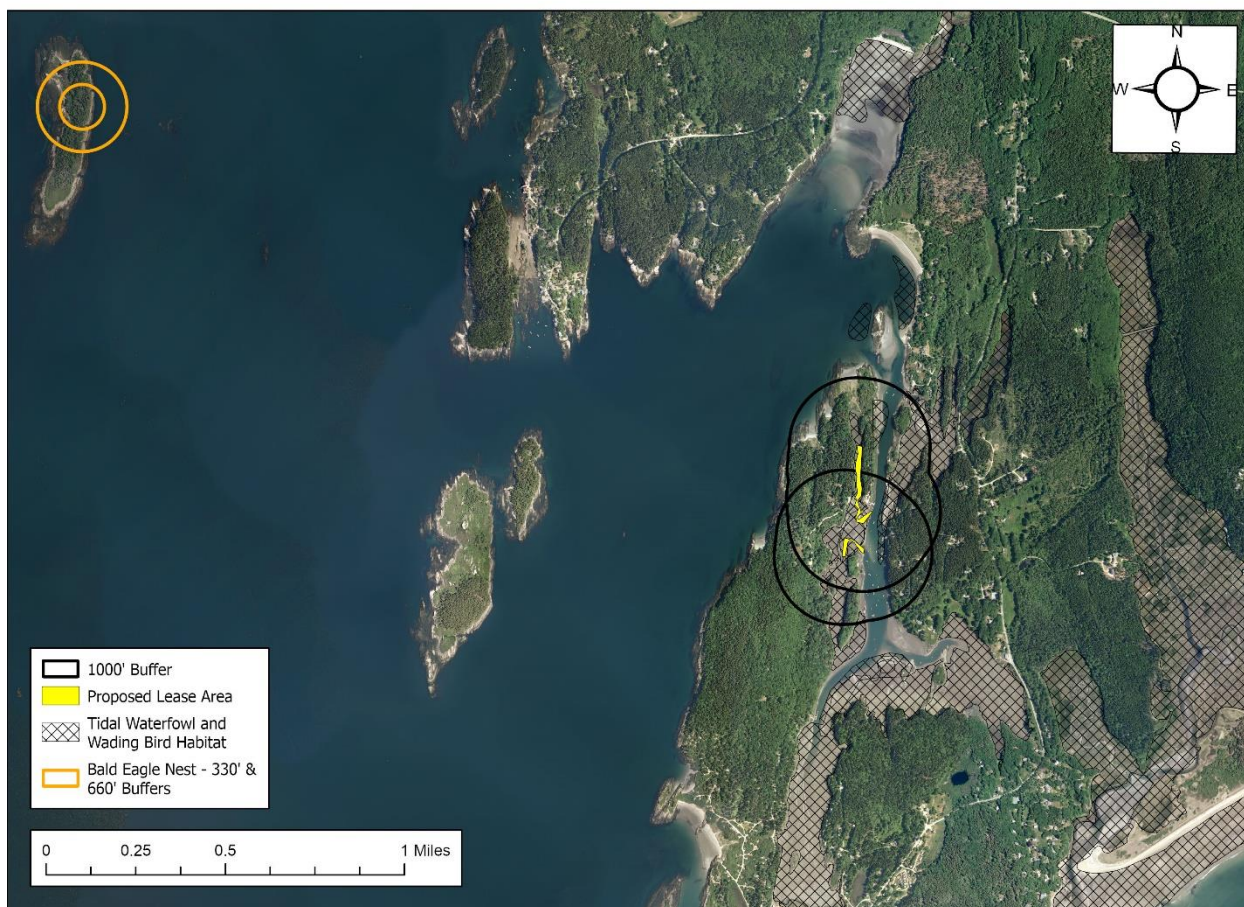 N
W E
S
1000' Buffer
Proposed Lease Area
Tidal Waterfowl and
Wading Bird Habitat
Bald Eagle Nest - 330' &
660' Buffers
0 0.25 0.5 1 Miles